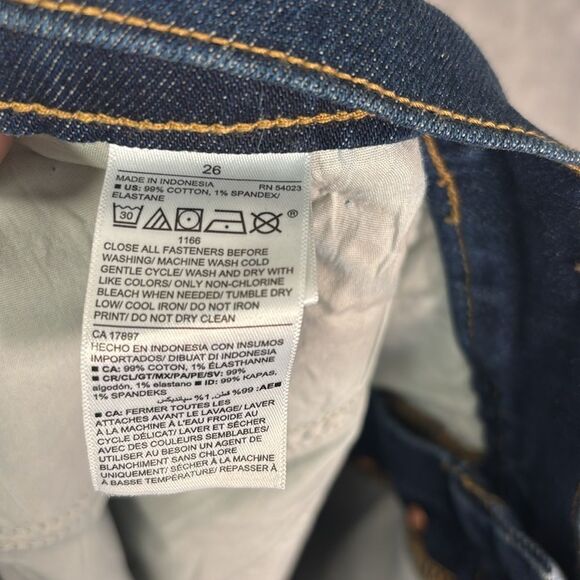 26
MADE IN INDONESIA RN 54023
■ US: 99% COTTON, 1% SPANDEX/
ELASTANE
30 ®
1166
CLOSE ALL FASTENERS BEFORE
WASHING/ MACHINE WASH COLD
GENTLE CYCLE/ WASH AND DRY WITH
LIKE COLORS/ ONLY NON-CHLORINE
BLEACH WHEN NEEDED/ TUMBLE DRY
LOW/ COOL IRON/ DO NOT IRON
PRINT/ DO NOT DRY CLEAN
CA 17897
HECHO EN INDONESIA CON INSUMOS
IMPORTADOS/ DIBUAT DI INDONESIA
■ CA: 99% COTON, 1% ÉLASTHANNE
■ CR/CL/GT/MX/PA/PE/SV: 99%
algodón, 1% elastano ■ ID: 99% KAPAS,
1% SPANDEKS
■ AE: 99% قطن, 1% سپانديكس
■ CA: FERMER TOUTES LES
ATTACHES AVANT LE LAVAGE/ LAVER
À LA MACHINE À L'EAU FROIDE AU
CYCLE DÉLICAT/ LAVER ET SÉCHER
AVEC DES COULEURS SEMBLABLES/
UTILISER AU BESOIN UN AGENT DE
BLANCHIMENT SANS CHLORE
UNIQUEMENT/ SÉCHER À LA MACHINE
À BASSE TEMPÉRATURE/ REPASSER À